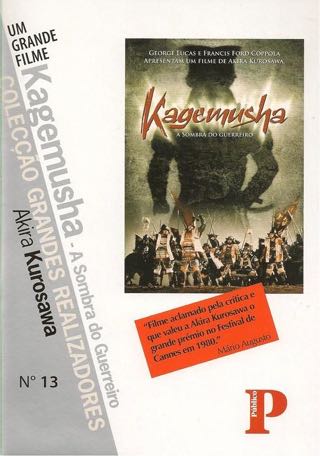 UM
GRANDE
FILME
Kagemusha - A Sombra do Guerreiro
COLECÇÃO GRANDES REALIZADORES
Akira Kurosawa
Nº 13
GEORGE LUCAS E FRANCIS FORD COPPOLA
APRESENTAM UM FILME DE AKIRA KUROSAWA
Kagemusha
A SOMBRA DO GUERREIRO
"Filme aclamado pela crítica e
que valeu a Akira Kurosawa o
grande prémio no Festival de
Cannes em 1980."
Mário Augusto
Público
P